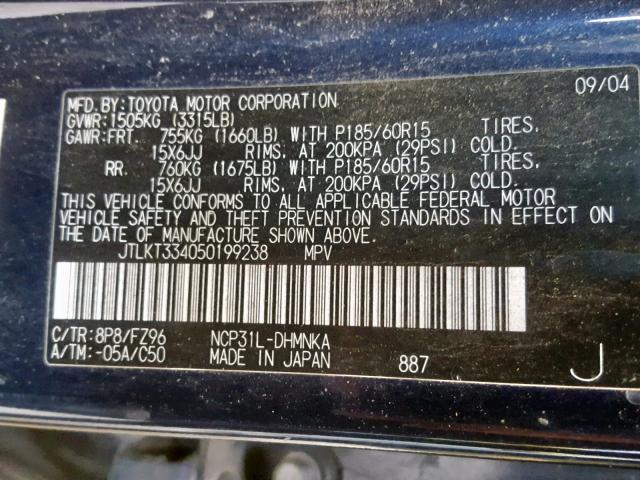 09/04
MFD.BY:TOYOTA MOTOR CORPORATION
GVWR:1505KG (3315LB)
GAWR:FRT. 755KG (1660LB) WITH P185/60R15 TIRES,
15X6JJ RIMS, AT 200KPA (29PSI) COLD.
RR. 760KG (1675LB) WITH P185/60R15 TIRES,
15X6JJ RIMS, AT 200KPA (29PSI) COLD.
THIS VEHICLE CONFORMS TO ALL APPLICABLE FEDERAL MOTOR
VEHICLE SAFETY AND THEFT PREVENTION STANDARDS IN EFFECT ON
THE DATE OF MANUFACTURE SHOWN ABOVE.
JTLKT334050199238 MPV
C/TR:8P8/FZ96 NCP31L-DHMNKA
A/TM:-05A/C50 MADE IN JAPAN 887 J